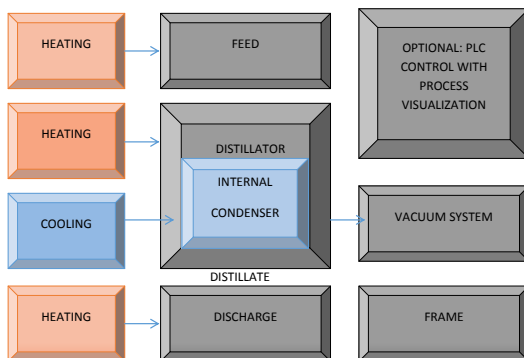 HEATING
FEED
OPTIONAL: PLC
CONTROL WITH
PROCESS
VISUALIZATION
HEATING
DISTILLATOR
INTERNAL
CONDENSER
COOLING
VACUUM SYSTEM
DISTILLATE
HEATING
DISCHARGE
FRAME